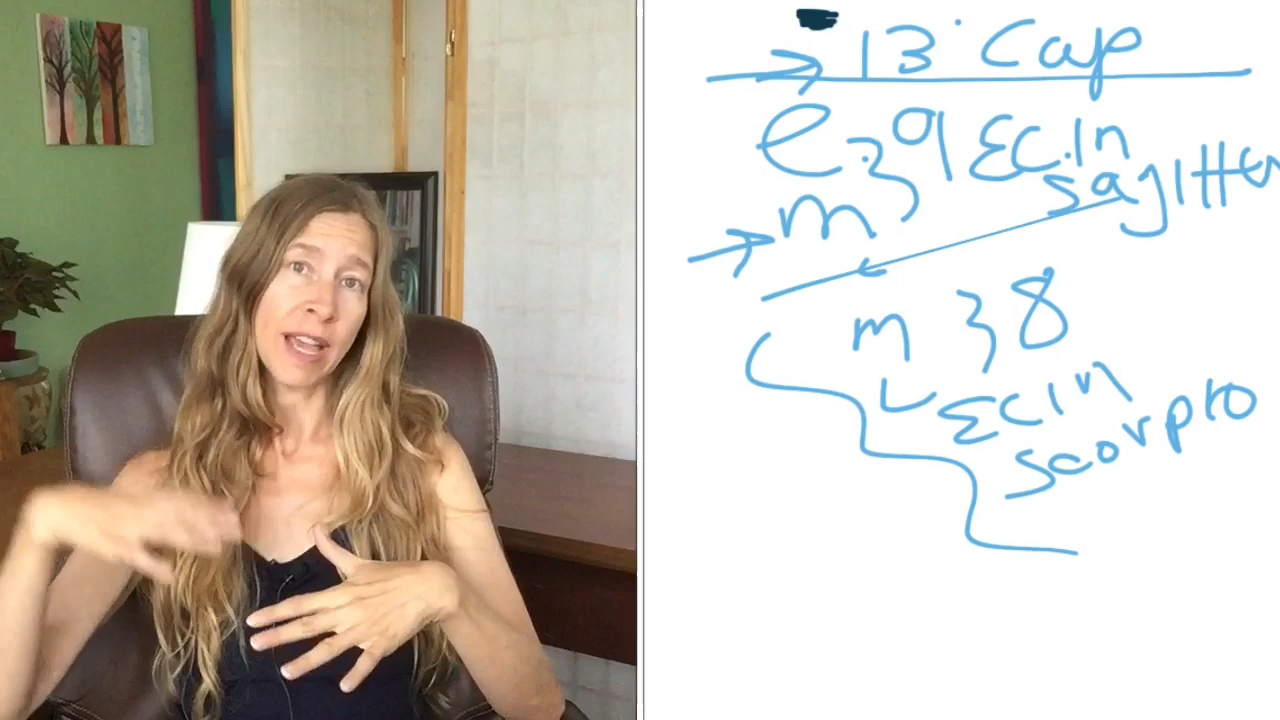 13° Cap
e 39 Ec. in
Sagitter
m
m 38
Ec in
Scorpio